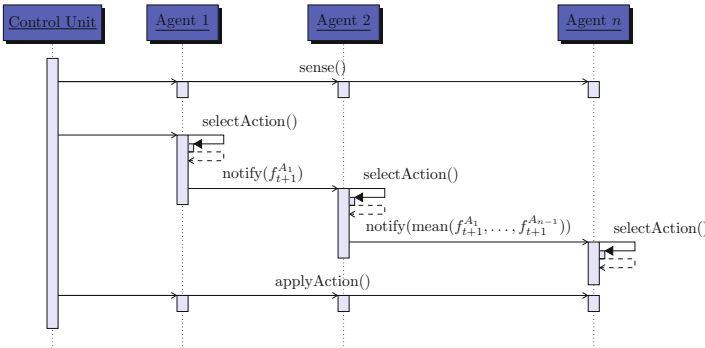 Control Unit
Agent 1
Agent 2
Agent n
sense()
selectAction()
notify(f_{t+1}^{A_1})
selectAction()
notify(mean(f_{t+1}^{A_1}, . . . , f_{t+1}^{A_{n-1}}))
selectAction()
applyAction()